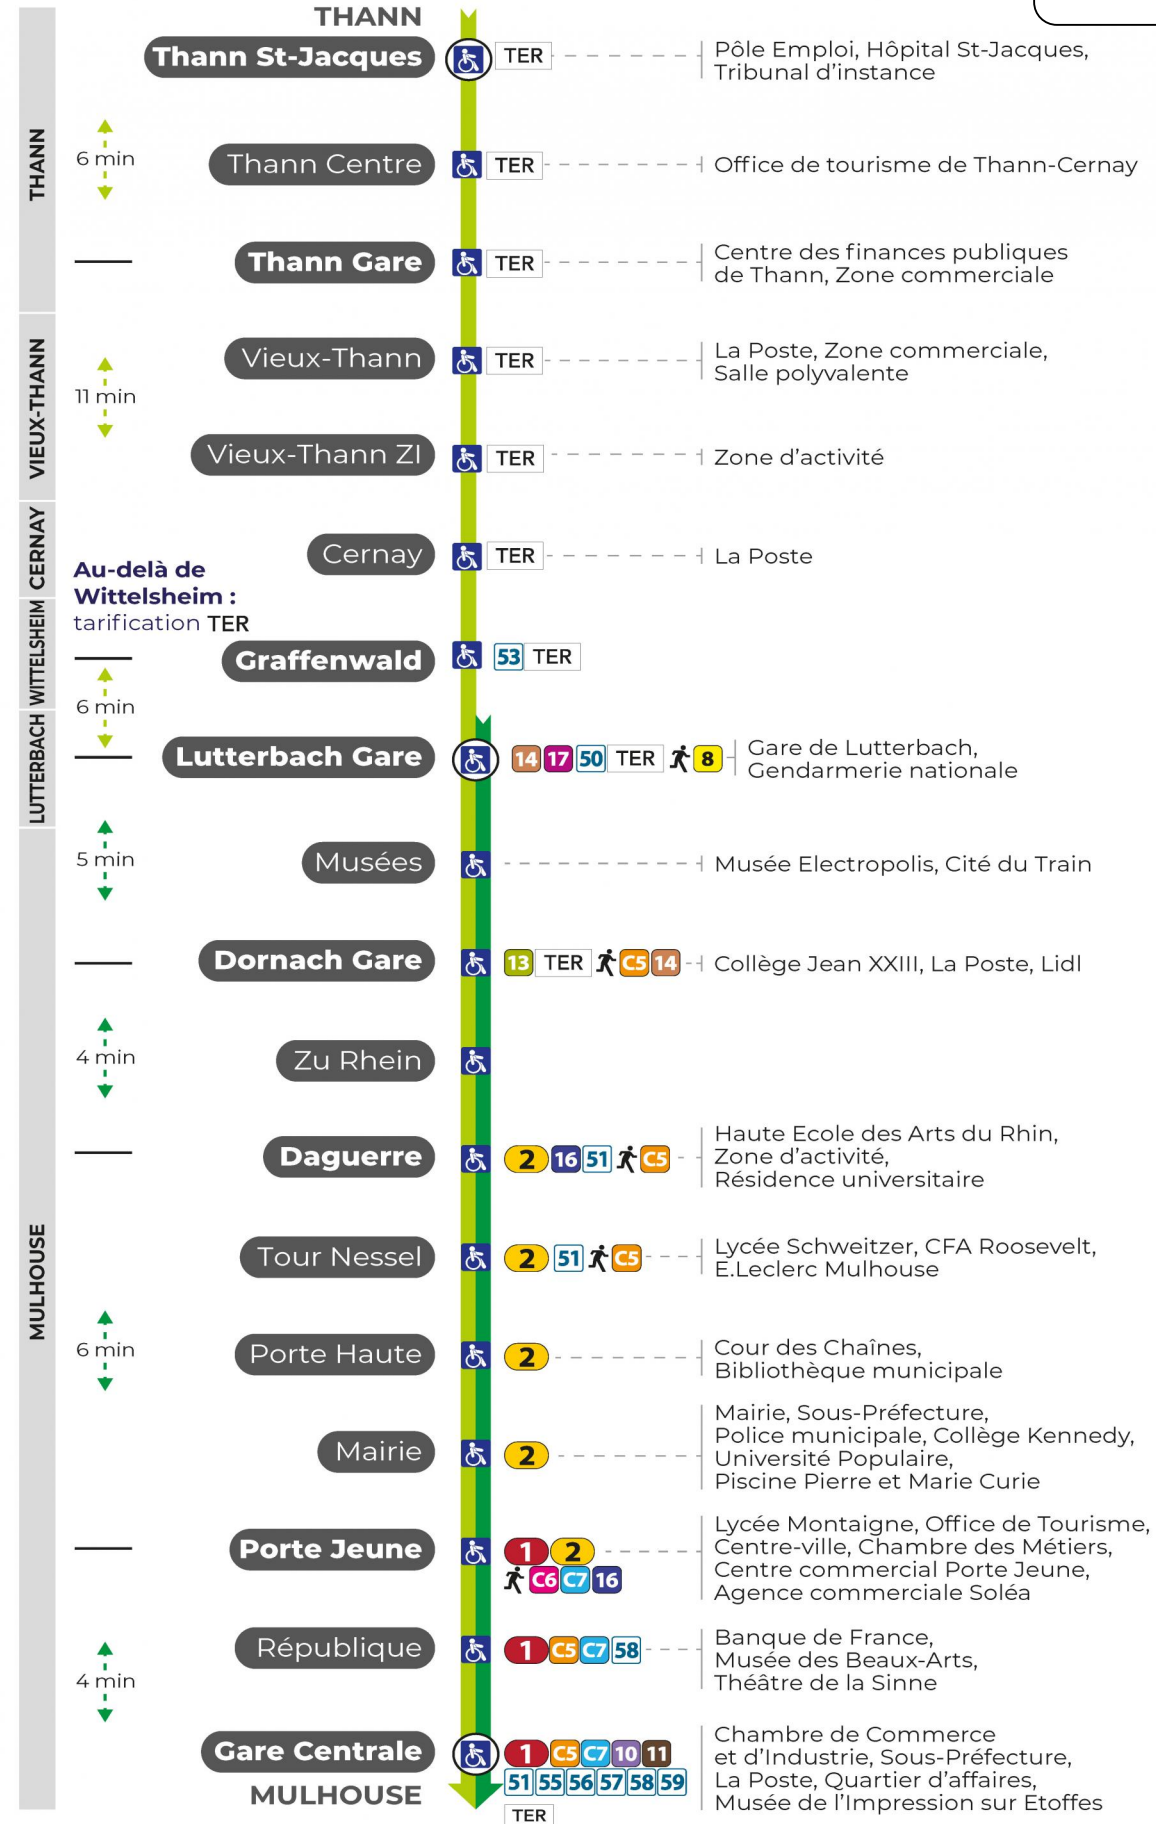 THANN
Thann St-Jacques
TER
Pôle Emploi, Hôpital St-Jacques,
Tribunal d'instance
THANN
6 min
Thann Centre
TER
Office de tourisme de Thann-Cernay
Thann Gare
TER
Centre des finances publiques
de Thann, Zone commerciale
VIEUX-THANN
11 min
Vieux-Thann
TER
La Poste, Zone commerciale,
Salle polyvalente
Vieux-Thann ZI
TER
Zone d'activité
CERNAY
Cernay
TER
La Poste
Au-delà de
Wittelsheim :
tarification TER
WITTELSHEIM
Graffenwald
53 TER
6 min
LUTTERBACH
Lutterbach Gare
14 17 50 TER 8
Gare de Lutterbach,
Gendarmerie nationale
5 min
Musées
Musée Electropolis, Cité du Train
Dornach Gare
13 TER C5 14
Collège Jean XXIII, La Poste, Lidl
4 min
Zu Rhein
MULHOUSE
Daguerre
2 16 51 C5
Haute Ecole des Arts du Rhin,
Zone d'activité,
Résidence universitaire
Tour Nessel
2 51 C5
Lycée Schweitzer, CFA Roosevelt,
E.Leclerc Mulhouse
6 min
Porte Haute
2
Cour des Chaînes,
Bibliothèque municipale
Mairie
2
Mairie, Sous-Préfecture,
Police municipale, Collège Kennedy,
Université Populaire,
Piscine Pierre et Marie Curie
Porte Jeune
1 2
C6 C7 16
Lycée Montaigne, Office de Tourisme,
Centre-ville, Chambre des Métiers,
Centre commercial Porte Jeune,
Agence commerciale Soléa
République
1 C5 C7 58
Banque de France,
Musée des Beaux-Arts,
Théâtre de la Sinne
4 min
Gare Centrale
MULHOUSE
1 C5 C7 10 11
51 55 56 57 58 59
TER
Chambre de Commerce
et d'Industrie, Sous-Préfecture,
La Poste, Quartier d'affaires,
Musée de l'Impression sur Etoffes